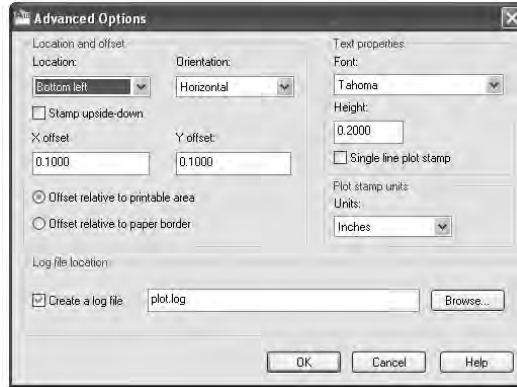 Advanced Options
Location and offset
Location:
Orientation:
Bottom left
Horizontal
Stamp upside-down
X offset
Y offset:
0.1000
0.1000
Offset relative to printable area
Offset relative to paper border
Text properties
Font:
Tahoma
Height:
0.2000
Single line plot stamp
Plot stamp units
Units:
Inches
Log file location
Create a log file
plot.log
Browse...
OK
Cancel
Help